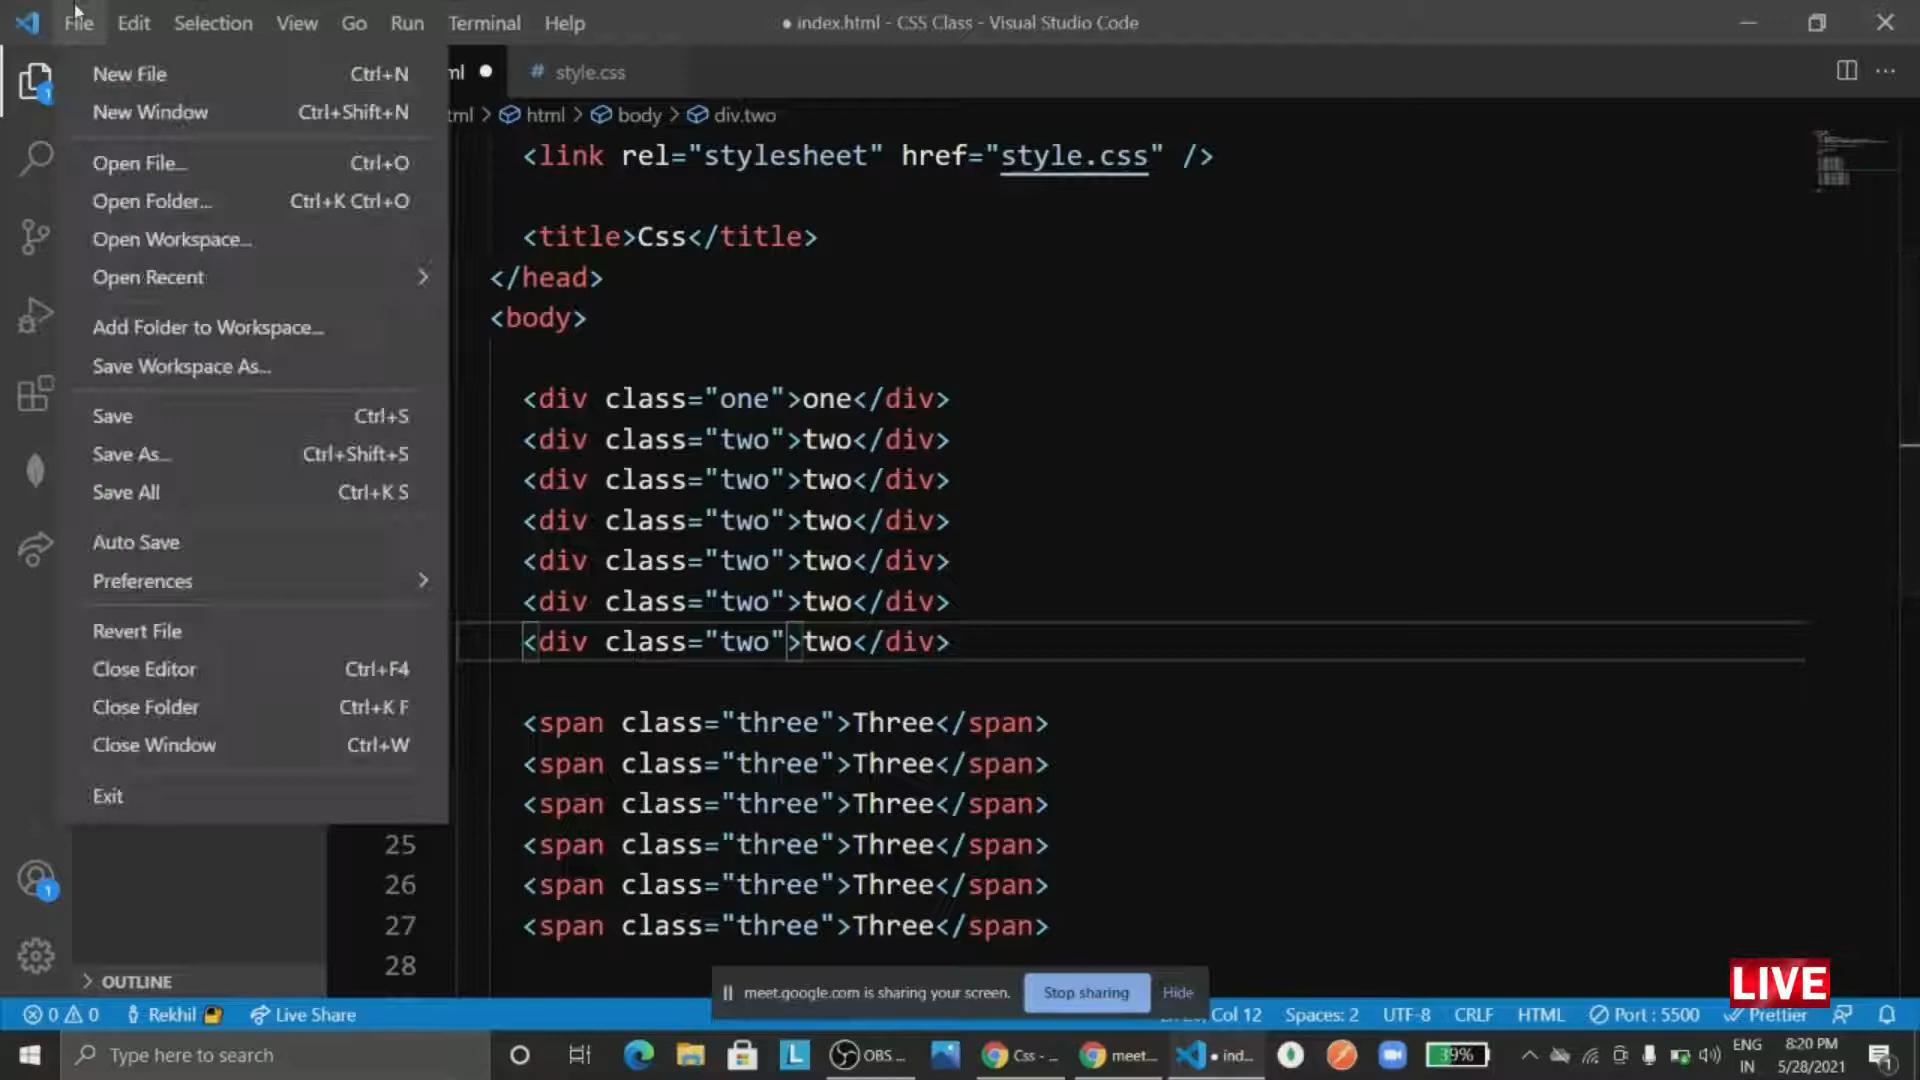 File Edit Selection View Go Run Terminal Help
● index.html - CSS Class - Visual Studio Code
New File Ctrl+N
New Window Ctrl+Shift+N
Open File... Ctrl+O
Open Folder... Ctrl+K Ctrl+O
Open Workspace...
Open Recent
Add Folder to Workspace...
Save Workspace As...
Save Ctrl+S
Save As... Ctrl+Shift+S
Save All Ctrl+K S
Auto Save
Preferences
Revert File
Close Editor Ctrl+F4
Close Folder Ctrl+K F
Close Window Ctrl+W
Exit
ml ● # style.css
tml > html > body > div.two
<link rel="stylesheet" href="style.css" />
<title>Css</title>
</head>
<body>
<div class="one">one</div>
<div class="two">two</div>
<div class="two">two</div>
<div class="two">two</div>
<div class="two">two</div>
<div class="two">two</div>
<div class="two">two</div>
<span class="three">Three</span>
<span class="three">Three</span>
<span class="three">Three</span>
25 <span class="three">Three</span>
26 <span class="three">Three</span>
27 <span class="three">Three</span>
28
> OUTLINE
meet.google.com is sharing your screen. Stop sharing Hide
LIVE
0 0 Rekhil Live Share
Col 12 Spaces: 2 UTF-8 CRLF HTML Port : 5500 Prettier
Type here to search
L OBS ... Css - ... meet... ● ind... 39%
ENG IN
8:20 PM
5/28/2021
1